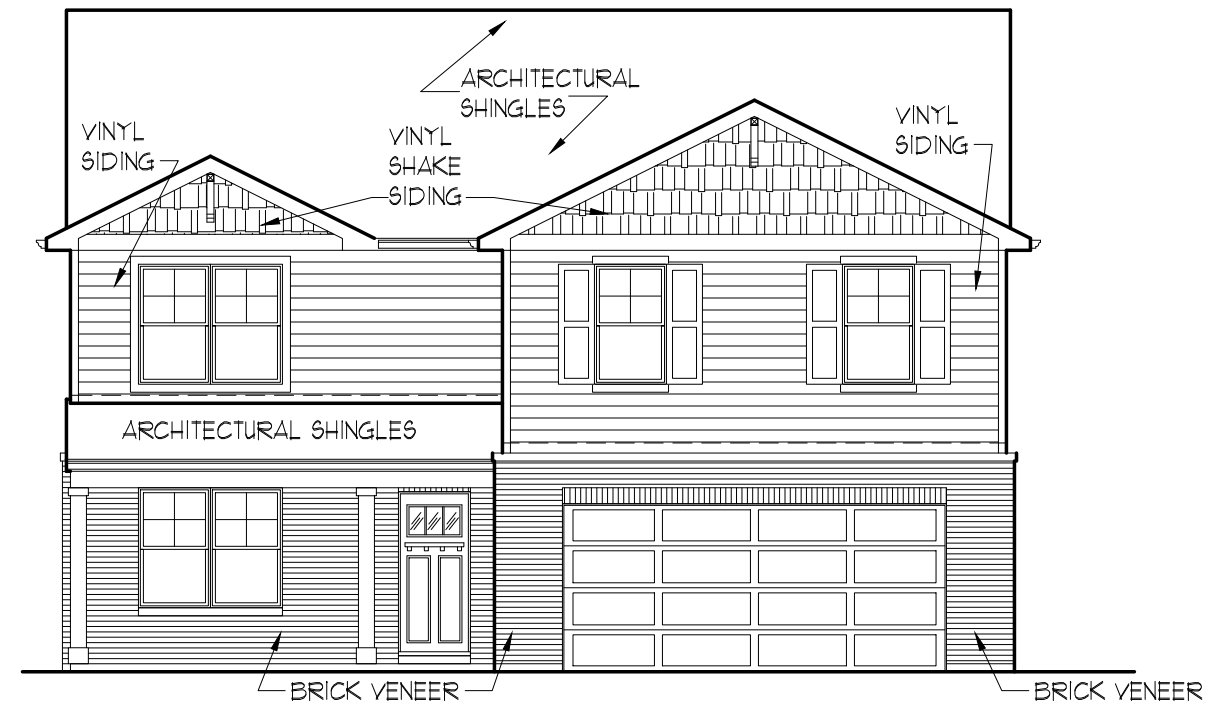 ARCHITECTURAL
SHINGLES
VINYL
SIDING
VINYL
SHAKE
SIDING
VINYL
SIDING
ARCHITECTURAL SHINGLES
BRICK VENEER
BRICK VENEER